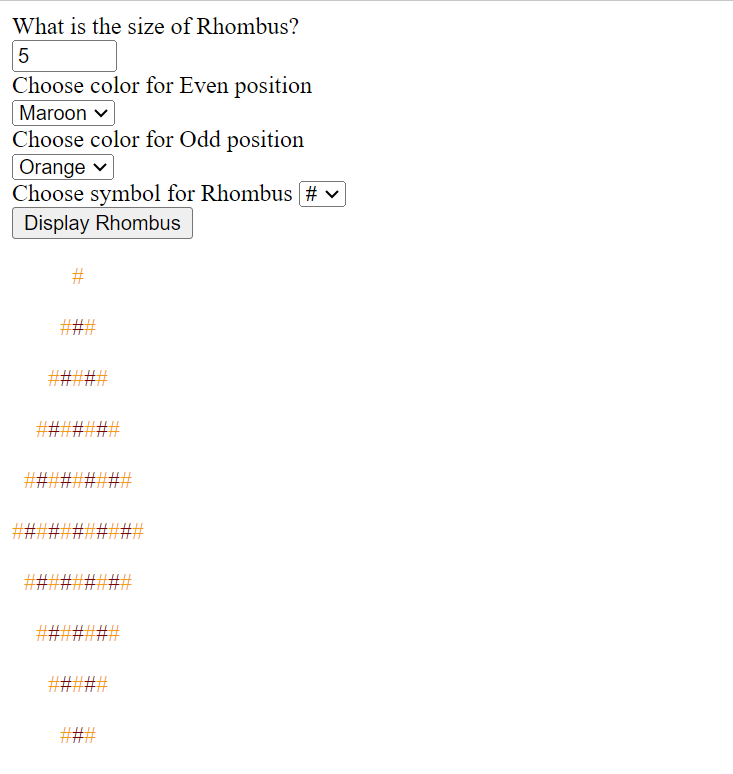 What is the size of Rhombus?
5
Choose color for Even position
Maroon
Choose color for Odd position
Orange
Choose symbol for Rhombus #
Display Rhombus
#
###
#####
#######
#########
###########
#########
#######
#####
###